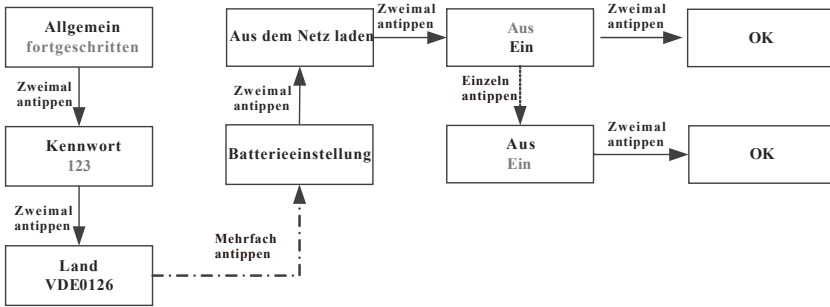 Allgemein
fortgeschritten
Zweimal
antippen
Kennwort
123
Zweimal
antippen
Land
VDE0126
Mehrfach
antippen
Batterieeinstellung
Zweimal
antippen
Aus dem Netz laden
Zweimal
antippen
Aus
Ein
Zweimal
antippen
OK
Einzeln
antippen
Aus
Ein
Zweimal
antippen
OK